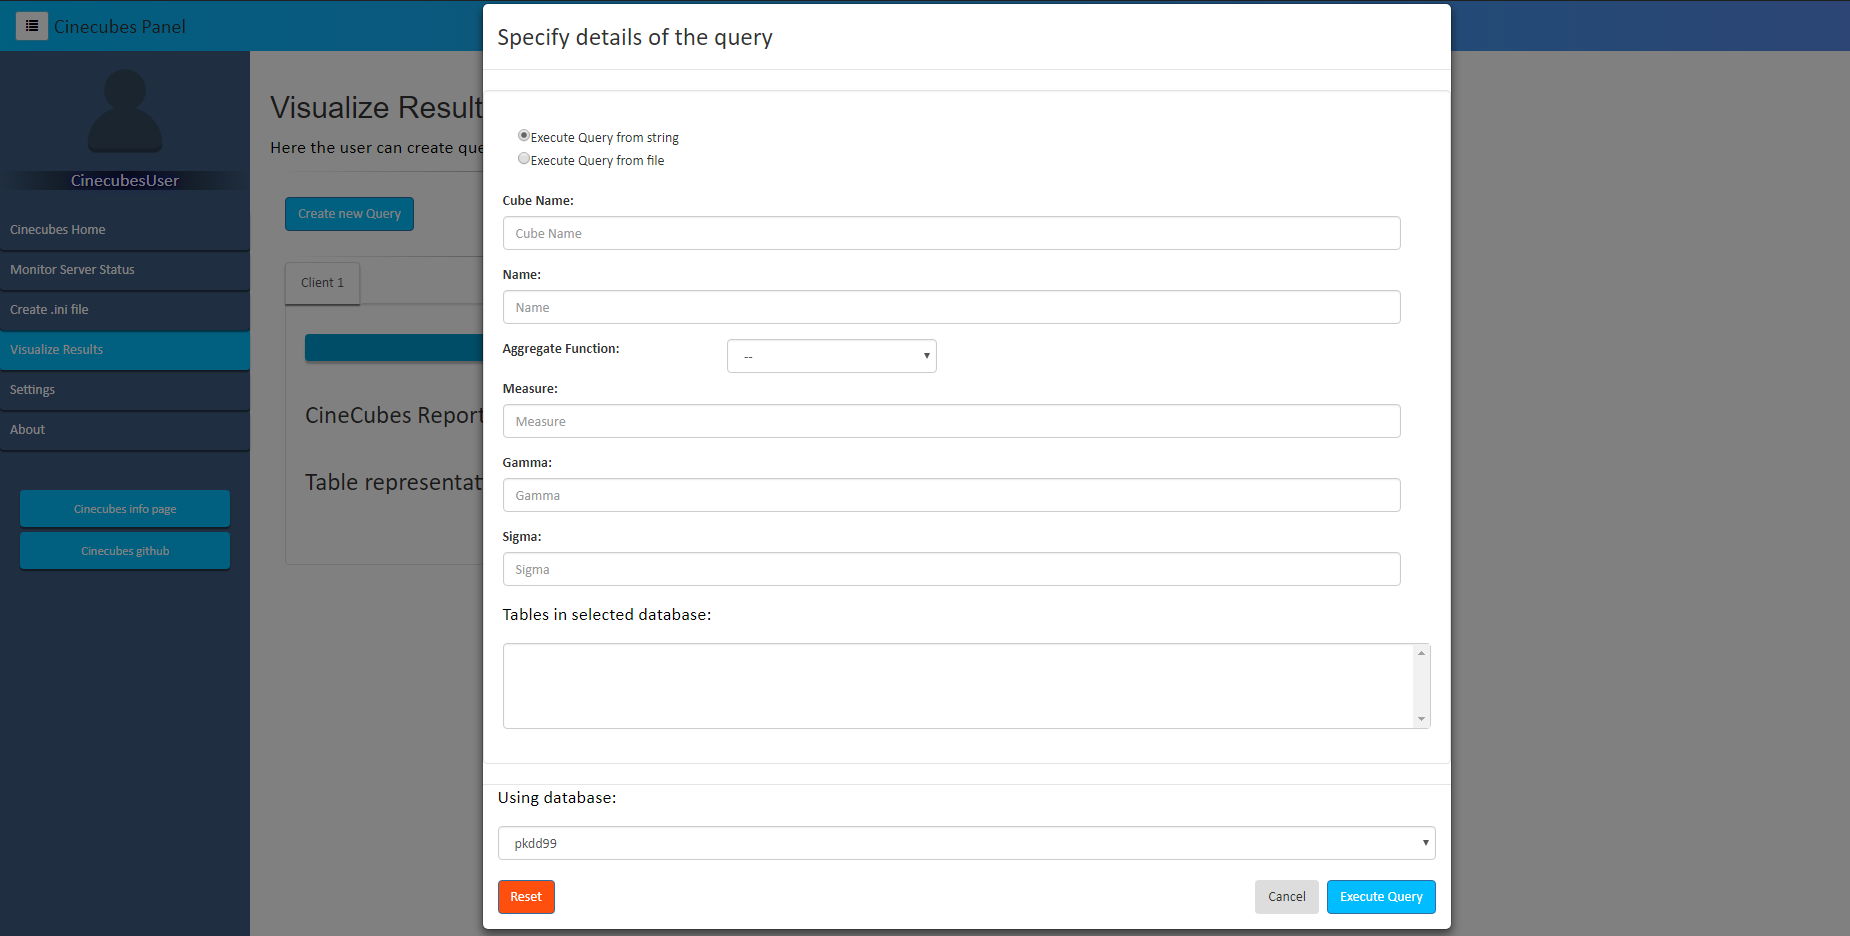 Cinecubes Panel
CinecubesUser
Cinecubes Home
Monitor Server Status
Create .ini file
Visualize Results
Settings
About
Cinecubes info page
Cinecubes github
Visualize Result
Here the user can create que
Create new Query
Client 1
CineCubes Report
Table representat
Specify details of the query
Execute Query from string
Execute Query from file
Cube Name:
Cube Name
Name:
Name
Aggregate Function:
--
Measure:
Measure
Gamma:
Gamma
Sigma:
Sigma
Tables in selected database:
Using database:
pkdd99
Reset
Cancel
Execute Query